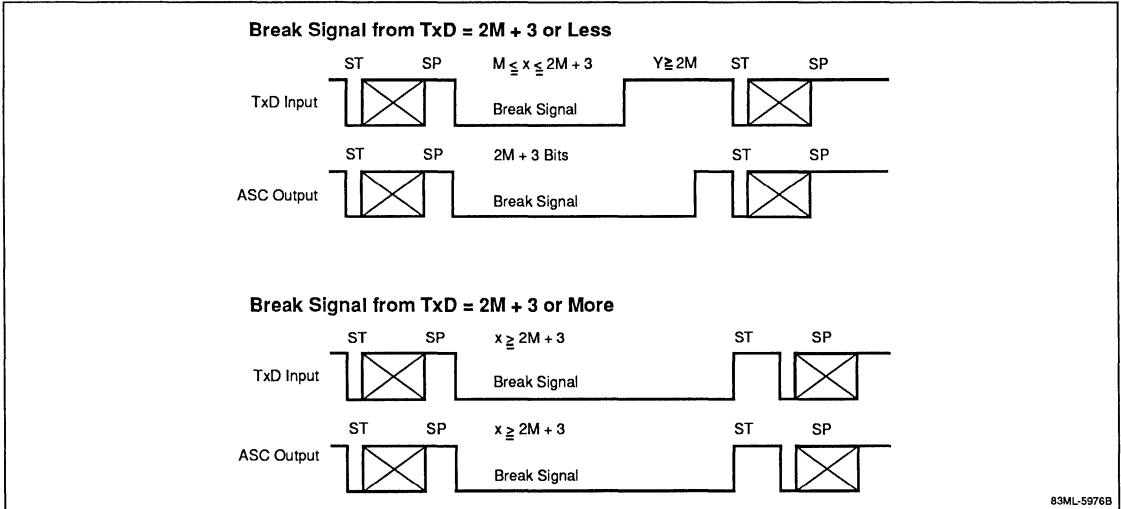 Break Signal from TxD = 2M + 3 or Less
ST SP M ≦ x ≦ 2M + 3 Y ≧ 2M ST SP
TxD Input Break Signal
ST SP 2M + 3 Bits ST SP
ASC Output Break Signal
Break Signal from TxD = 2M + 3 or More
ST SP x ≧ 2M + 3 ST SP
TxD Input Break Signal
ST SP x ≧ 2M + 3 ST SP
ASC Output Break Signal
83ML-5976B